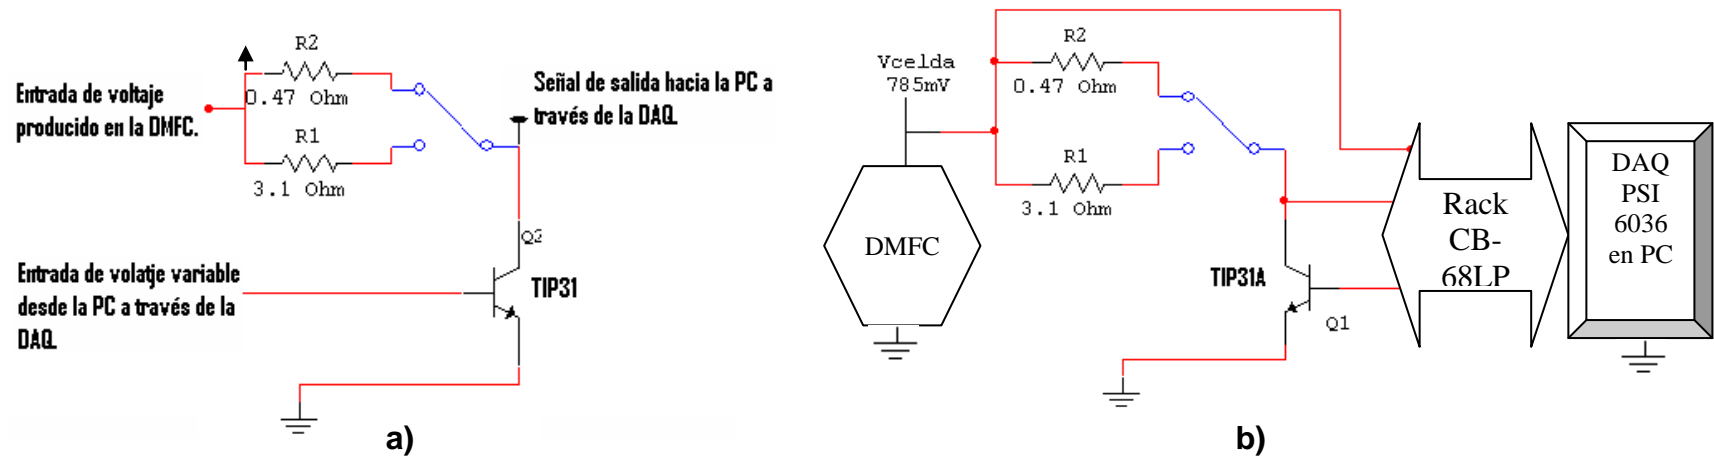 R2
0.47 Ohm
Entrada de voltaje
producido en la DMFC.
R1
3.1 Ohm
Señal de salida hacia la PC a
través de la DAQ
Q2
TIP31
Entrada de volatje variable
desde la PC a través de la
DAQ.
a)
Vcelda
785mV
R2
0.47 Ohm
R1
3.1 Ohm
DMFC
TIP31A
Q1
Rack
CB-
68LP
DAQ
PSI
6036
en PC
b)